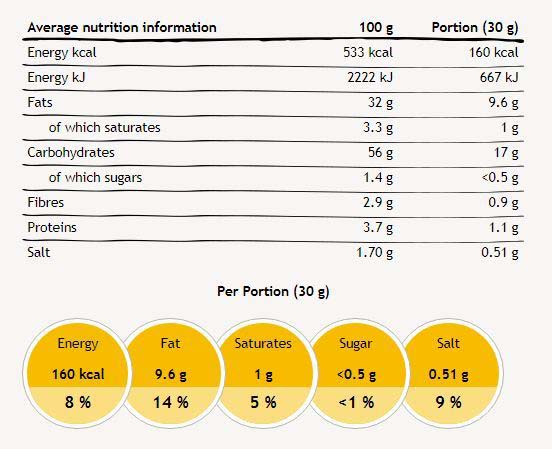 Average nutrition information 100 g Portion (30 g)
Energy kcal 533 kcal 160 kcal
Energy kJ 2222 kJ 667 kJ
Fats 32 g 9.6 g
of which saturates 3.3 g 1 g
Carbohydrates 56 g 17 g
of which sugars 1.4 g <0.5 g
Fibres 2.9 g 0.9 g
Proteins 3.7 g 1.1 g
Salt 1.70 g 0.51 g
Per Portion (30 g)
Energy Fat Saturates Sugar Salt
160 kcal 9.6 g 1 g <0.5 g 0.51 g
8 % 14 % 5 % <1 % 9 %